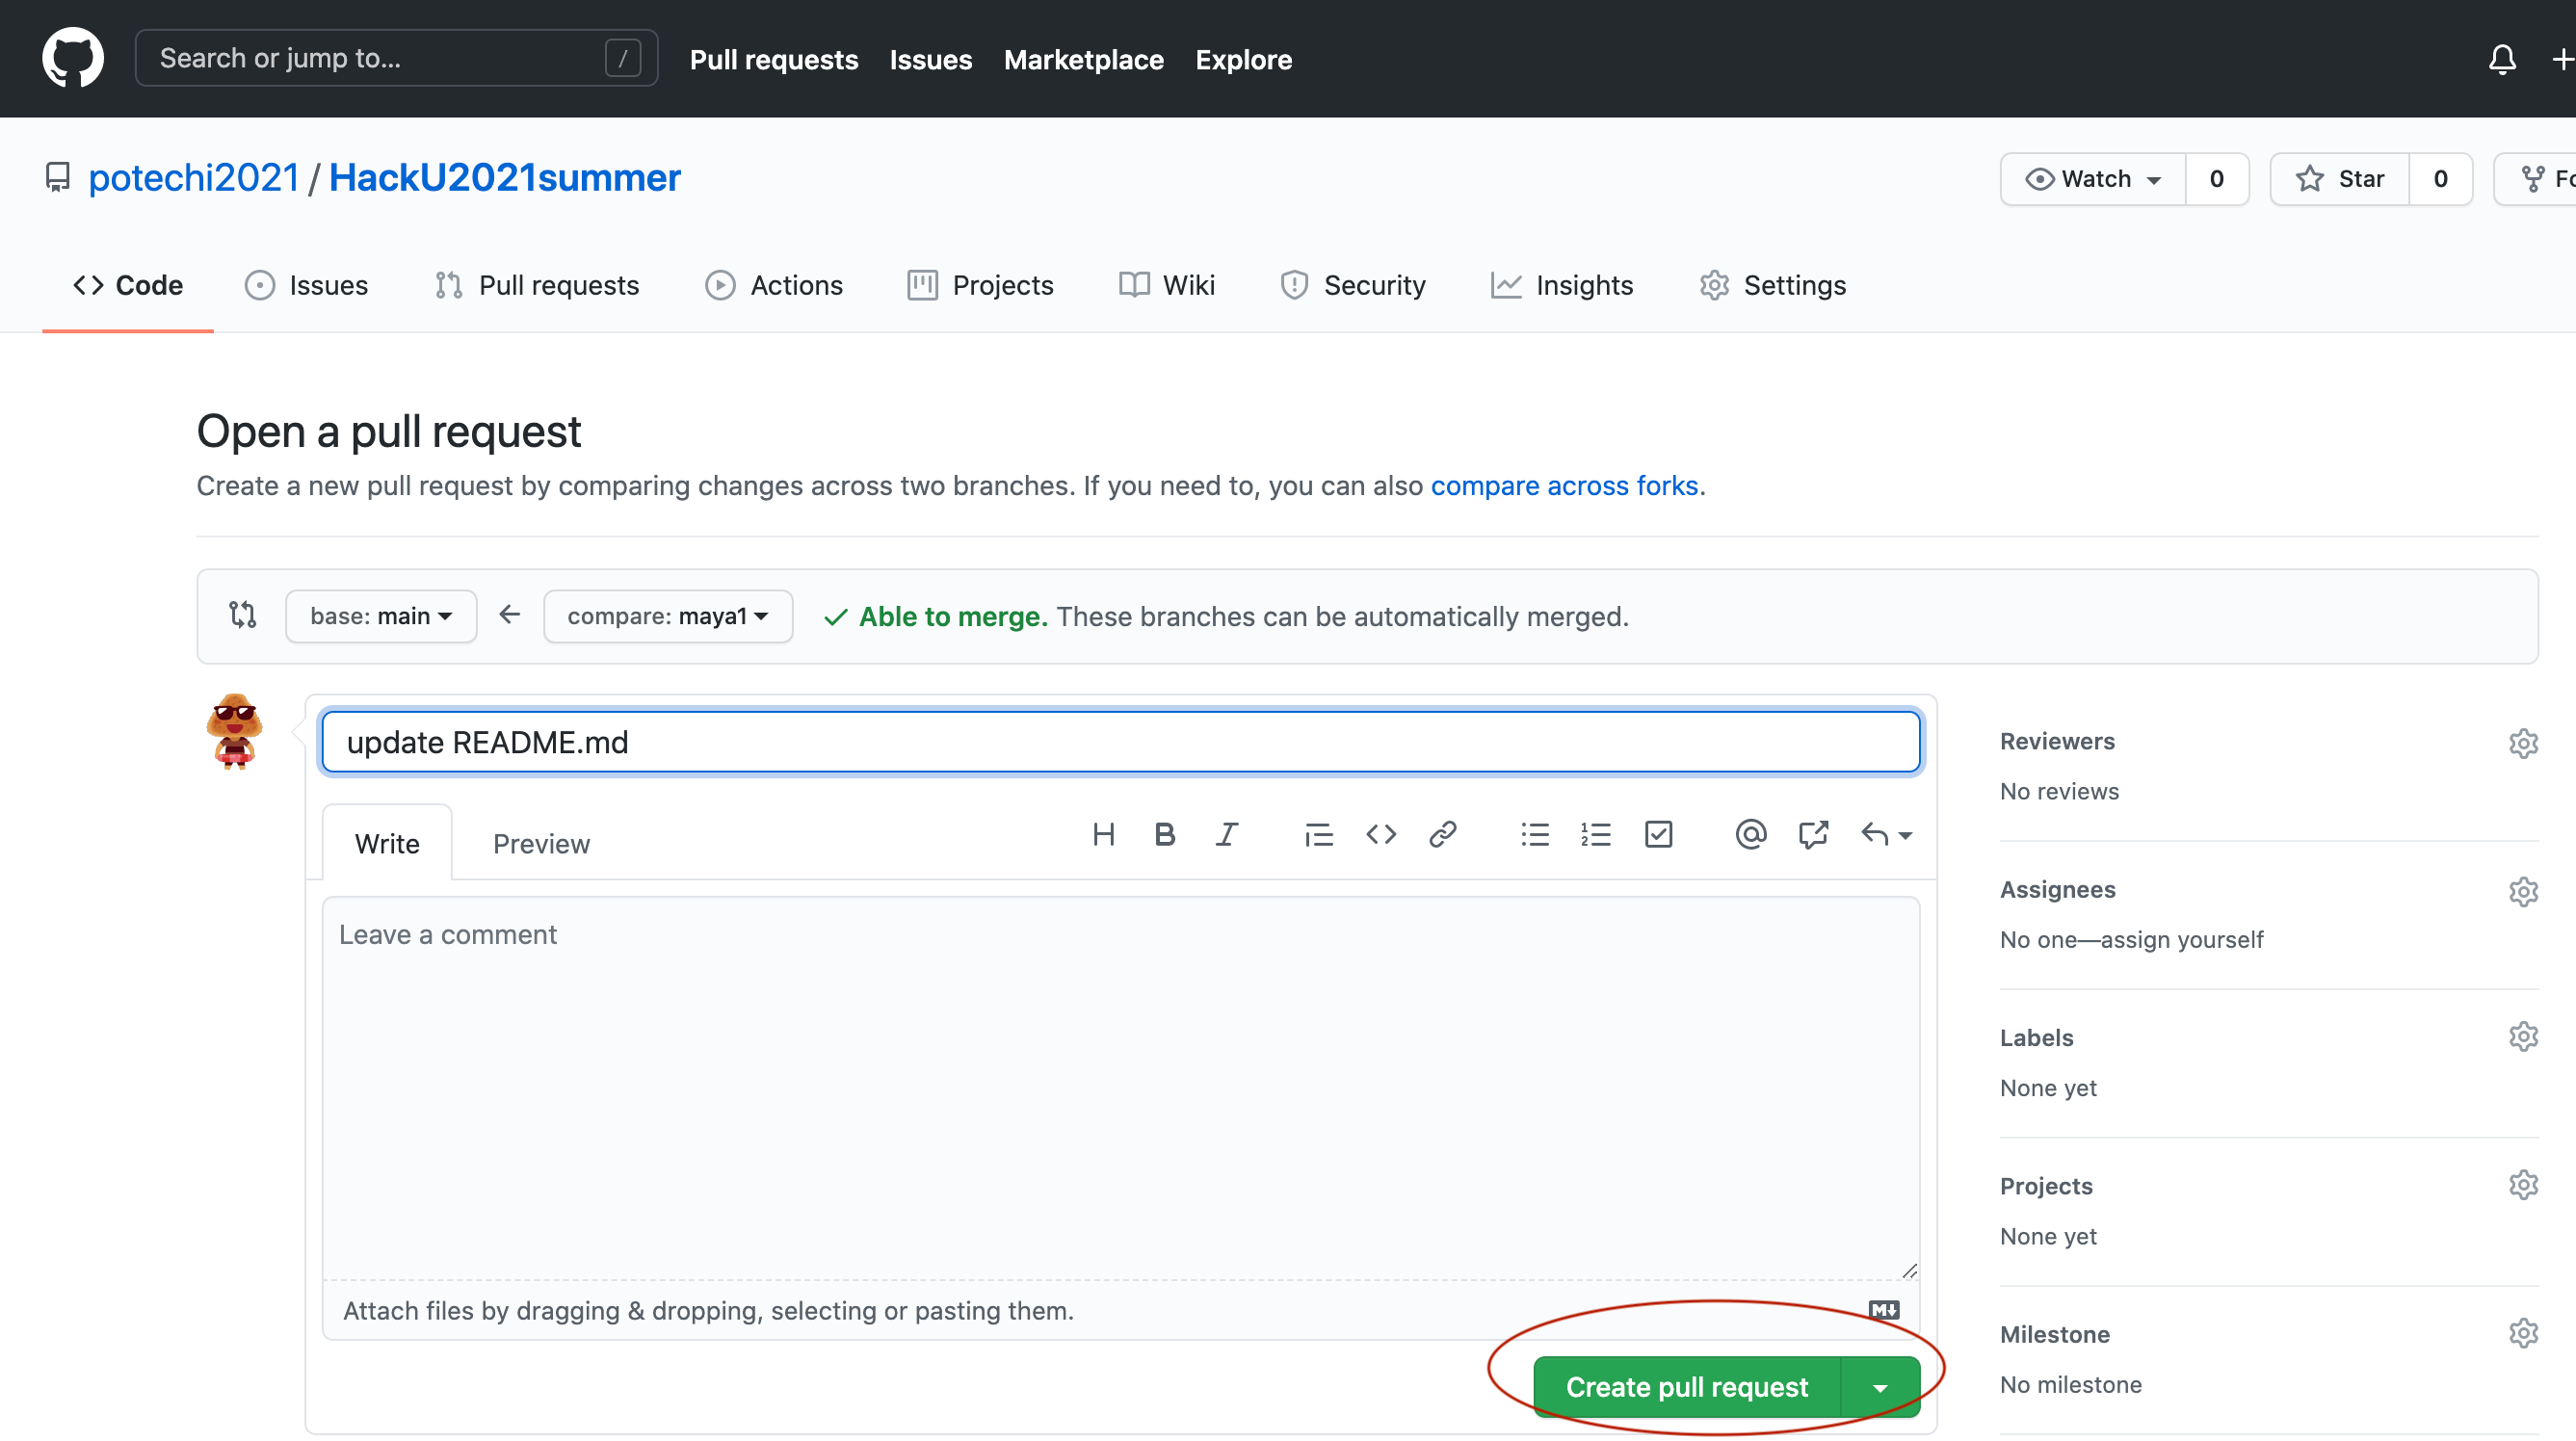 Search or jump to... /
Pull requests Issues Marketplace Explore
potechi2021 / HackU2021summer
Watch 0 Star 0 Fo
Code Issues Pull requests Actions Projects Wiki Security Insights Settings
Open a pull request
Create a new pull request by comparing changes across two branches. If you need to, you can also compare across forks.
base: main compare: maya1 Able to merge. These branches can be automatically merged.
update README.md
Write Preview
Leave a comment
Attach files by dragging & dropping, selecting or pasting them.
Create pull request
Reviewers
No reviews
Assignees
No one—assign yourself
Labels
None yet
Projects
None yet
Milestone
No milestone